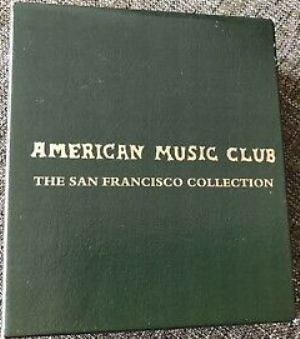 AMERICAN MUSIC CLUB
THE SAN FRANCISCO COLLECTION